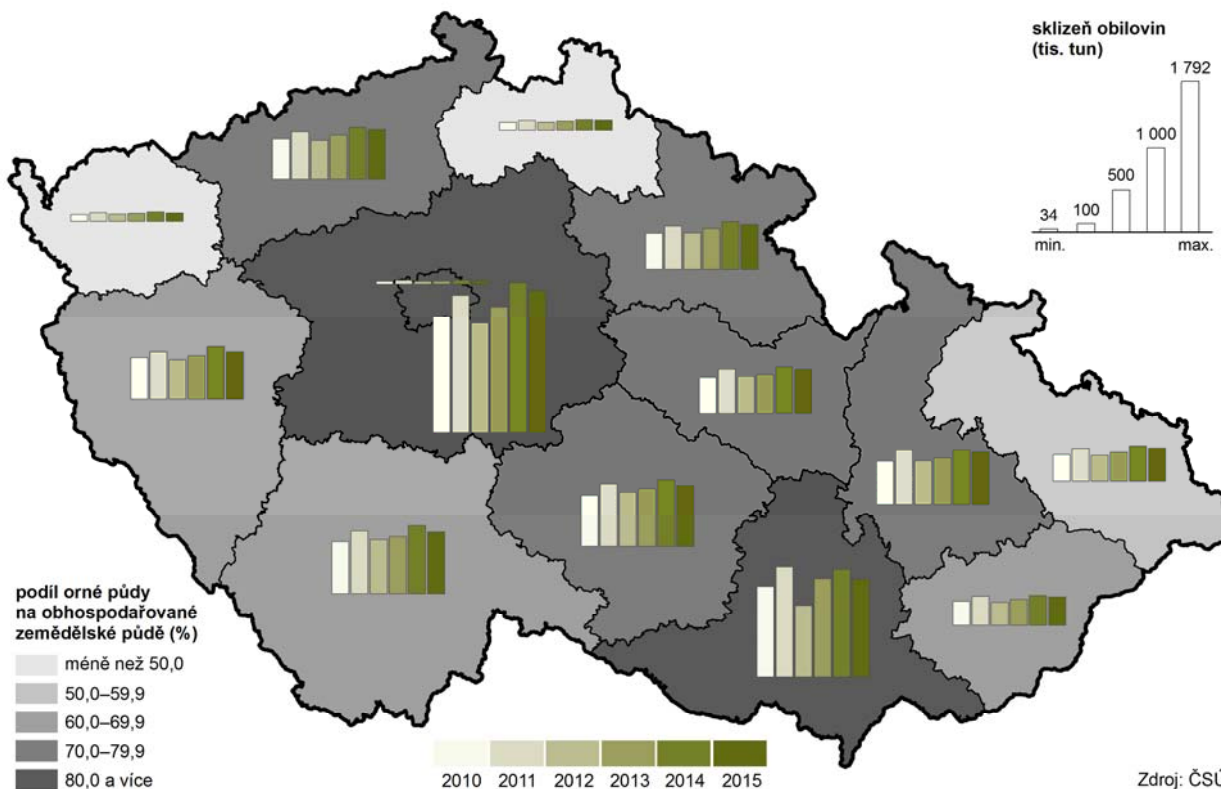 sklizeň obilovin
(tis. tun)
1 792
1 000
500
34
100
min.
max.
podíl orné půdy
na obhospodařované
zemědělské půdě (%)
méně než 50,0
50,0–59,9
60,0–69,9
70,0–79,9
80,0 a více
2010 2011 2012 2013 2014 2015
Zdroj: ČSÚ